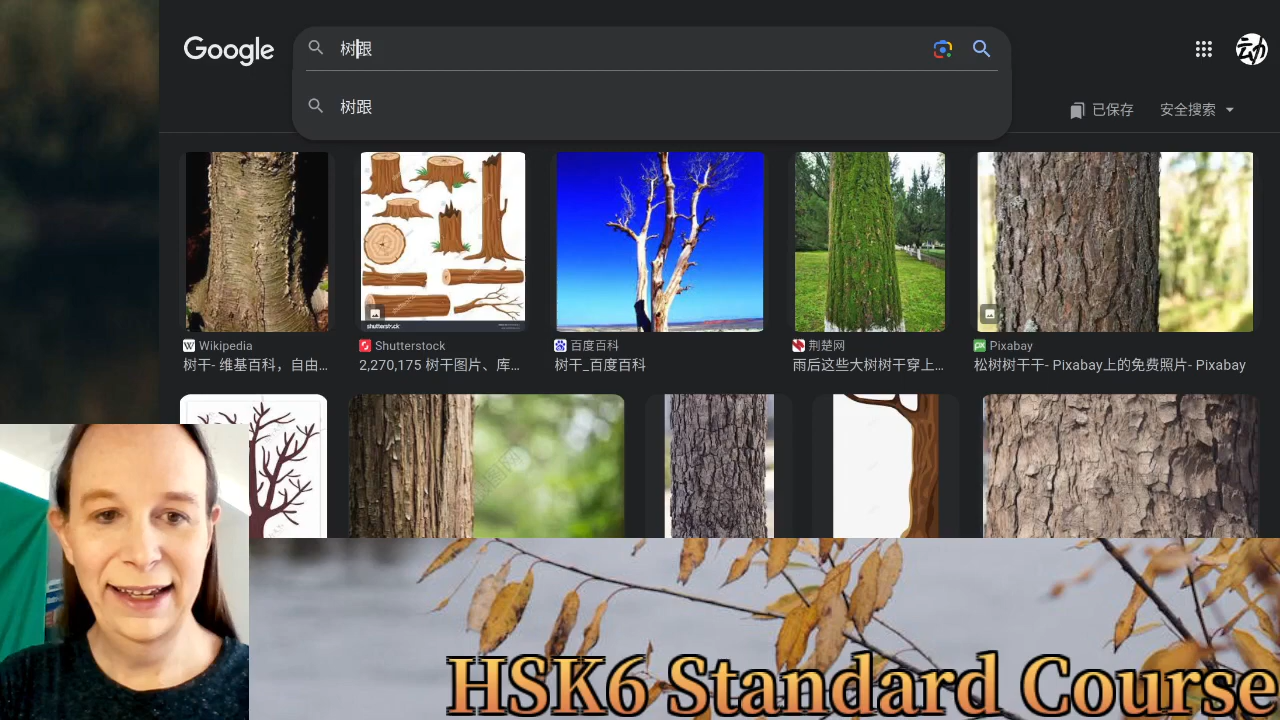 Google
树跟
树跟
动
已保存
安全搜索
Wikipedia
树干- 维基百科，自由...
shutterstock
Shutterstock
2,270,175 树干图片、库...
百度百科
树干_百度百科
荆楚网
雨后这些大树树干穿上...
Pixabay
松树树干干- Pixabay上的免费照片- Pixabay
HSK6 Standard Course